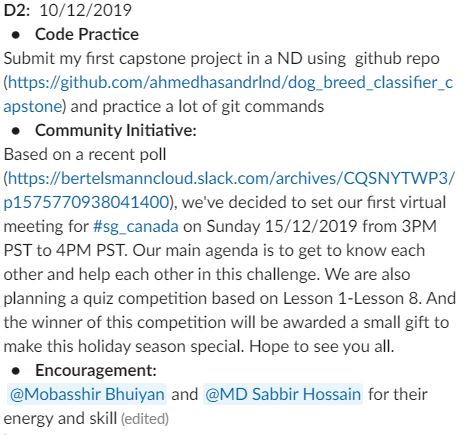 D2: 10/12/2019
● Code Practice
Submit my first capstone project in a ND using github repo
(https://github.com/ahmedhasandrlnd/dog_breed_classifier_c
apstone) and practice a lot of git commands
● Community Initiative:
Based on a recent poll
(https://bertelsmanncloud.slack.com/archives/CQSNYTWP3/
p1575770938041400), we've decided to set our first virtual
meeting for #sg_canada on Sunday 15/12/2019 from 3PM
PST to 4PM PST. Our main agenda is to get to know each
other and help each other in this challenge. We are also
planning a quiz competition based on Lesson 1-Lesson 8. And
the winner of this competition will be awarded a small gift to
make this holiday season special. Hope to see you all.
● Encouragement:
@Mobasshir Bhuiyan and @MD Sabbir Hossain for their
energy and skill (edited)